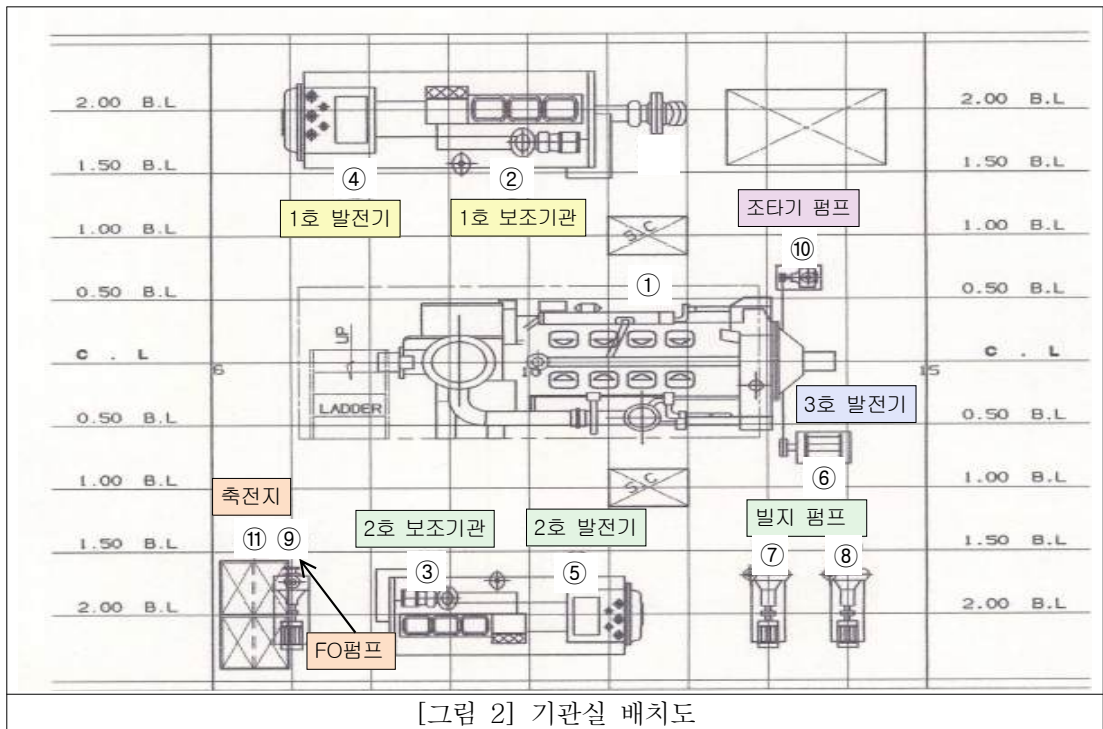 2.00 B.L
2.00 B.L
1.50 B.L
④
②
1.50 B.L
1호 발전기
1호 보조기관
조타기 펌프
1.00 B.L
S.C
1.00 B.L
⑩
0.50 B.L
①
0.50 B.L
UP
C . L
C . L
6
10
15
LADDER
3호 발전기
0.50 B.L
0.50 B.L
1.00 B.L
S.C
⑥
1.00 B.L
축전지
2호 보조기관
2호 발전기
빌지 펌프
1.50 B.L
⑪ ⑨
③
⑤
⑦
⑧
1.50 B.L
2.00 B.L
2.00 B.L
FO펌프
[그림 2] 기관실 배치도